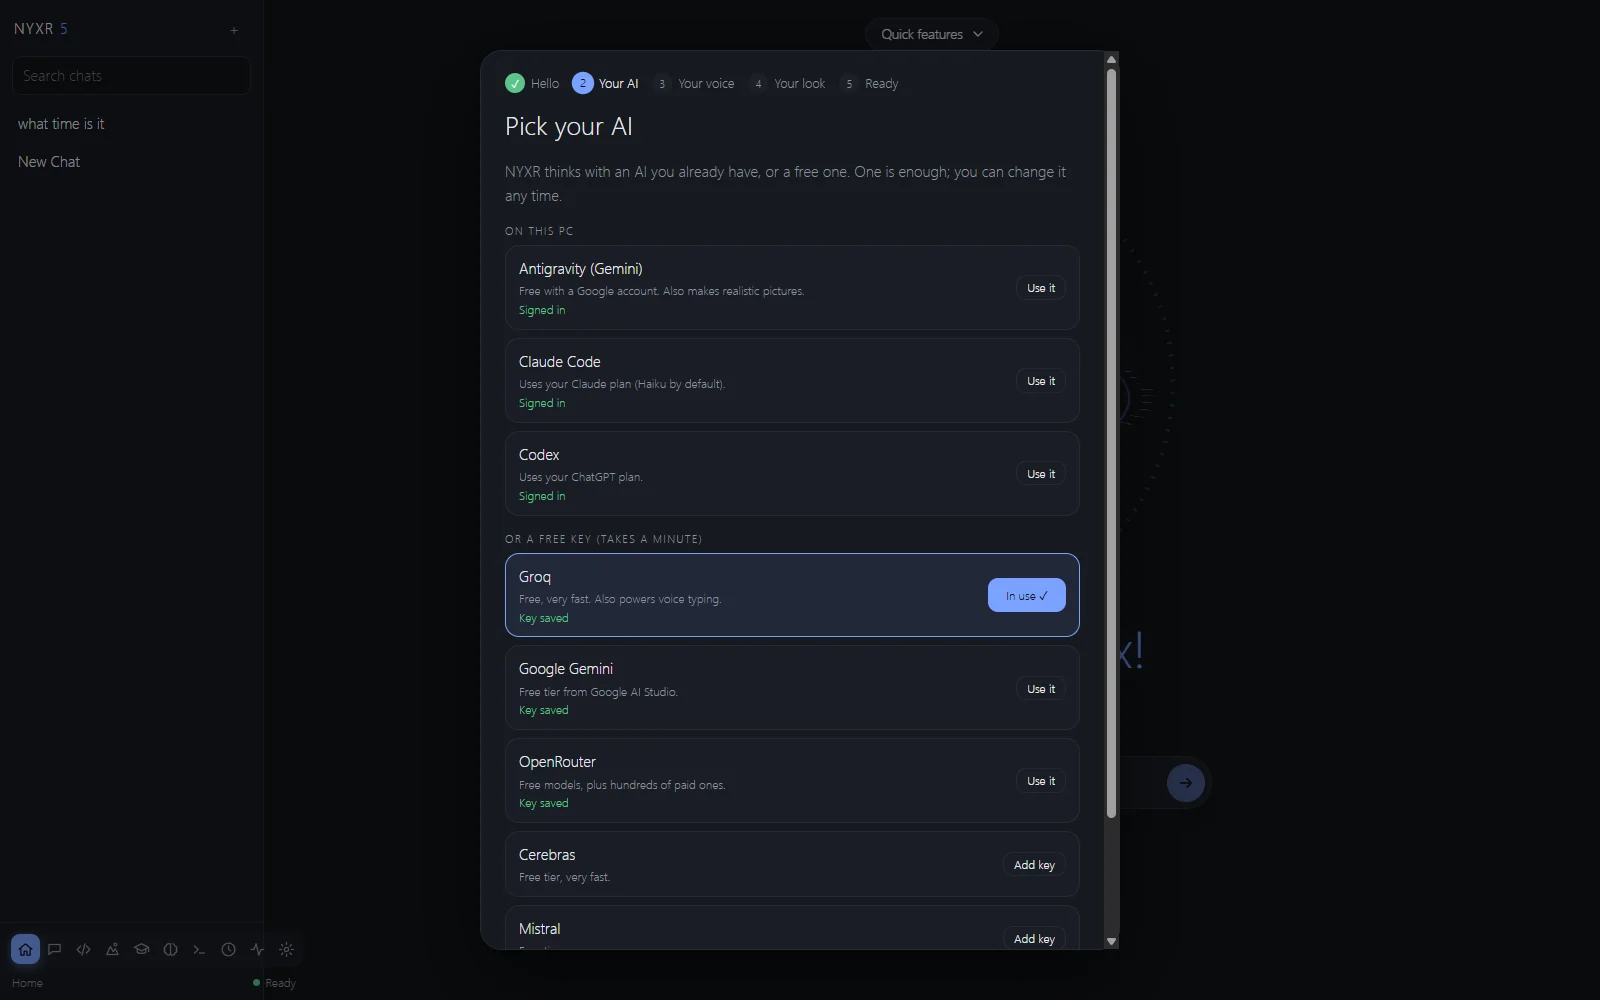 NYXR 5
+
Search chats
what time is it
New Chat
Quick features
✓ Hello 2 Your AI 3 Your voice 4 Your look 5 Ready
Pick your AI
NYXR thinks with an AI you already have, or a free one. One is enough; you can change it
any time.
ON THIS PC
Antigravity (Gemini)
Free with a Google account. Also makes realistic pictures.
Signed in
Use it
Claude Code
Uses your Claude plan (Haiku by default).
Signed in
Use it
Codex
Uses your ChatGPT plan.
Signed in
Use it
OR A FREE KEY (TAKES A MINUTE)
Groq
Free, very fast. Also powers voice typing.
Key saved
In use ✓
Google Gemini
Free tier from Google AI Studio.
Key saved
Use it
OpenRouter
Free models, plus hundreds of paid ones.
Key saved
Use it
Cerebras
Free tier, very fast.
Add key
Mistral
Add key
x!
Home
Ready